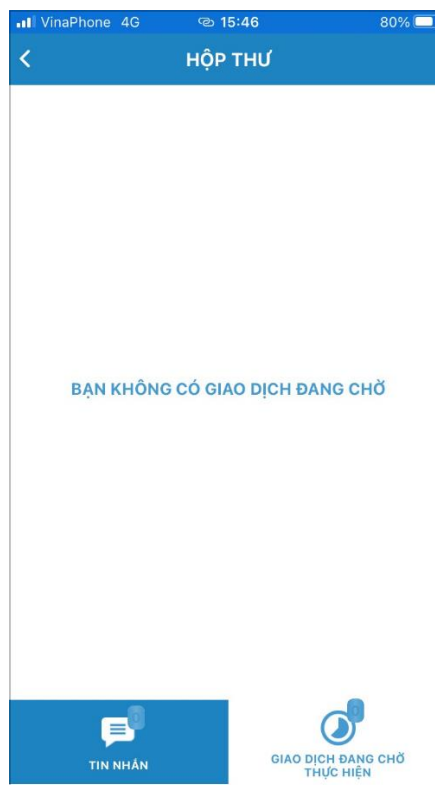 VinaPhone 4G 15:46 80%
HỘP THƯ
BẠN KHÔNG CÓ GIAO DỊCH ĐANG CHỜ
TIN NHẮN
GIAO DỊCH ĐANG CHỜ
THỰC HIỆN